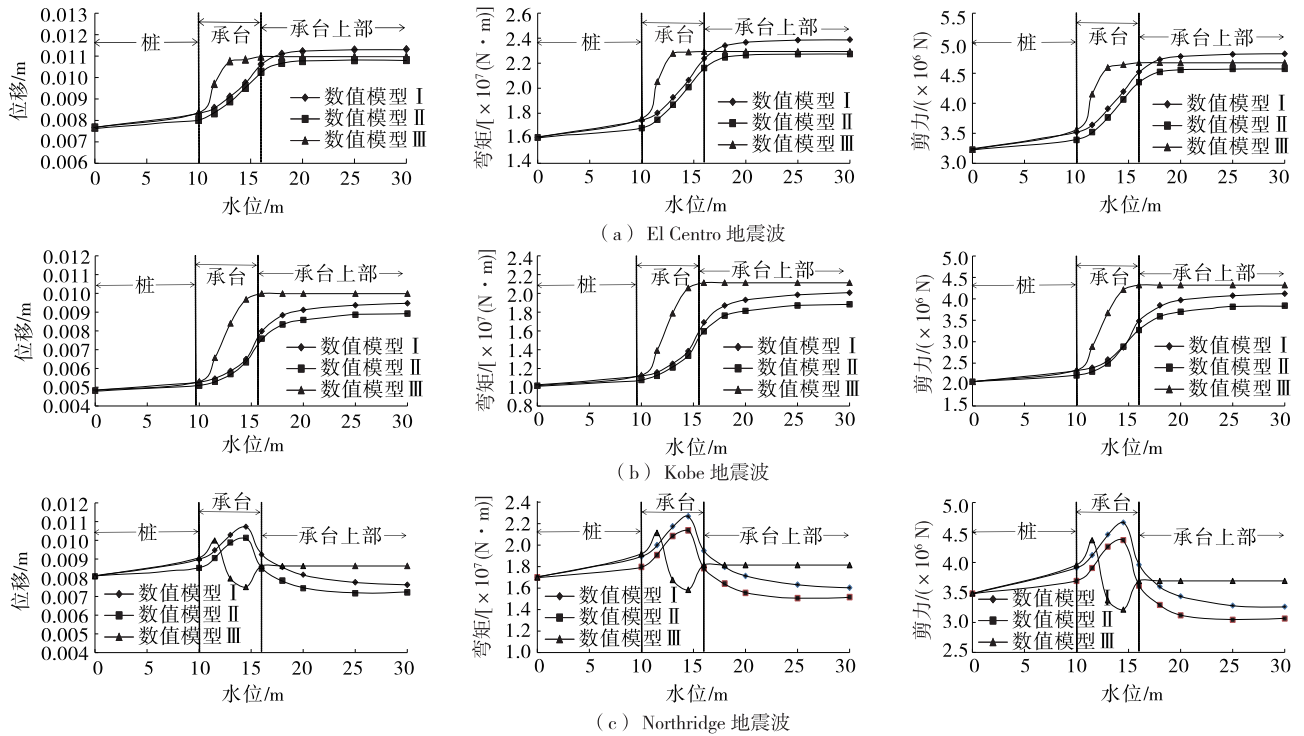 0.013
0.012
0.011
0.010
0.009
0.008
0.007
0.006
位移/m
桩
承台
承台上部
数值模型 Ⅰ
数值模型 Ⅱ
数值模型 Ⅲ
0 5 10 15 20 25 30
水位/m
2.6
2.4
2.2
2.0
1.8
1.6
1.4
弯矩/[×10⁷(N·m)]
桩
承台
承台上部
数值模型 Ⅰ
数值模型 Ⅱ
数值模型 Ⅲ
0 5 10 15 20 25 30
水位/m
5.5
5.0
4.5
4.0
3.5
3.0
剪力/(×10⁶ N)
桩
承台
承台上部
数值模型 Ⅰ
数值模型 Ⅱ
数值模型 Ⅲ
0 5 10 15 20 25 30
水位/m
(a) El Centro 地震波
0.012
0.011
0.010
0.009
0.008
0.007
0.006
0.005
0.004
位移/m
桩
承台
承台上部
数值模型 Ⅰ
数值模型 Ⅱ
数值模型 Ⅲ
0 5 10 15 20 25 30
水位/m
2.4
2.2
2.0
1.8
1.6
1.4
1.2
1.0
0.8
弯矩/[×10⁷(N·m)]
桩
承台
承台上部
数值模型 Ⅰ
数值模型 Ⅱ
数值模型 Ⅲ
0 5 10 15 20 25 30
水位/m
5.0
4.5
4.0
3.5
3.0
2.5
2.0
1.5
剪力/(×10⁶ N)
桩
承台
承台上部
数值模型 Ⅰ
数值模型 Ⅱ
数值模型 Ⅲ
0 5 10 15 20 25 30
水位/m
(b) Kobe 地震波
0.012
0.011
0.010
0.009
0.008
0.007
0.006
0.005
0.004
位移/m
桩
承台
承台上部
数值模型 Ⅰ
数值模型 Ⅱ
数值模型 Ⅲ
0 5 10 15 20 25 30
水位/m
2.4
2.2
2.0
1.8
1.6
1.4
1.2
1.0
弯矩/[×10⁷(N·m)]
桩
承台
承台上部
数值模型 Ⅰ
数值模型 Ⅱ
数值模型 Ⅲ
0 5 10 15 20 25 30
水位/m
5.0
4.5
4.0
3.5
3.0
2.5
剪力/(×10⁶ N)
桩
承台
承台上部
数值模型 Ⅰ
数值模型 Ⅱ
数值模型 Ⅲ
0 5 10 15 20 25 30
水位/m
(c) Northridge 地震波